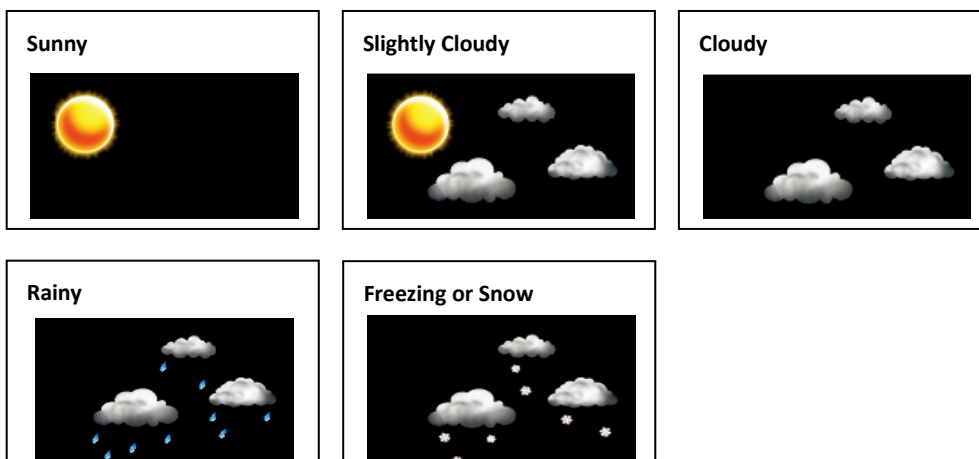 Sunny
Slightly Cloudy
Cloudy
Rainy
Freezing or Snow